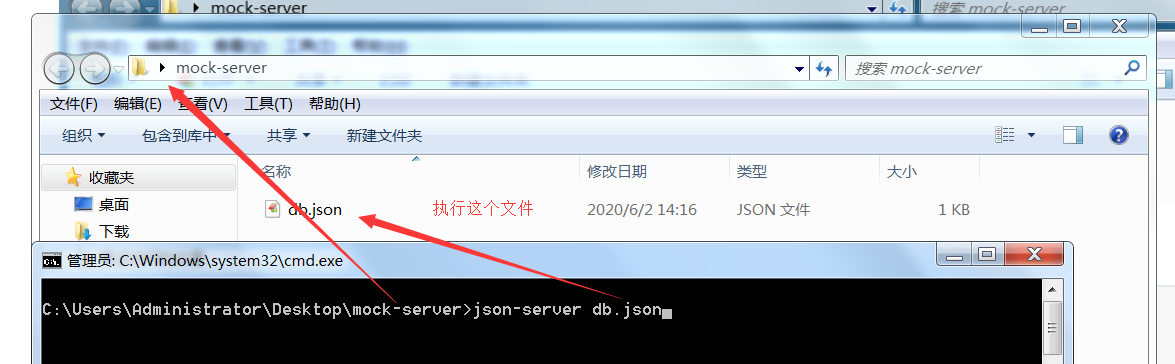 mock-server
搜索 mock-server
mock-server
搜索 mock-server
文件(F) 编辑(E) 查看(V) 工具(T) 帮助(H)
组织 包含到库中 共享 新建文件夹
名称 修改日期 类型 大小
收藏夹
桌面
db.json 执行这个文件 2020/6/2 14:16 JSON 文件 1 KB
下载
管理员: C:\Windows\system32\cmd.exe
C:\Users\Administrator\Desktop\mock-server>json-server db.json